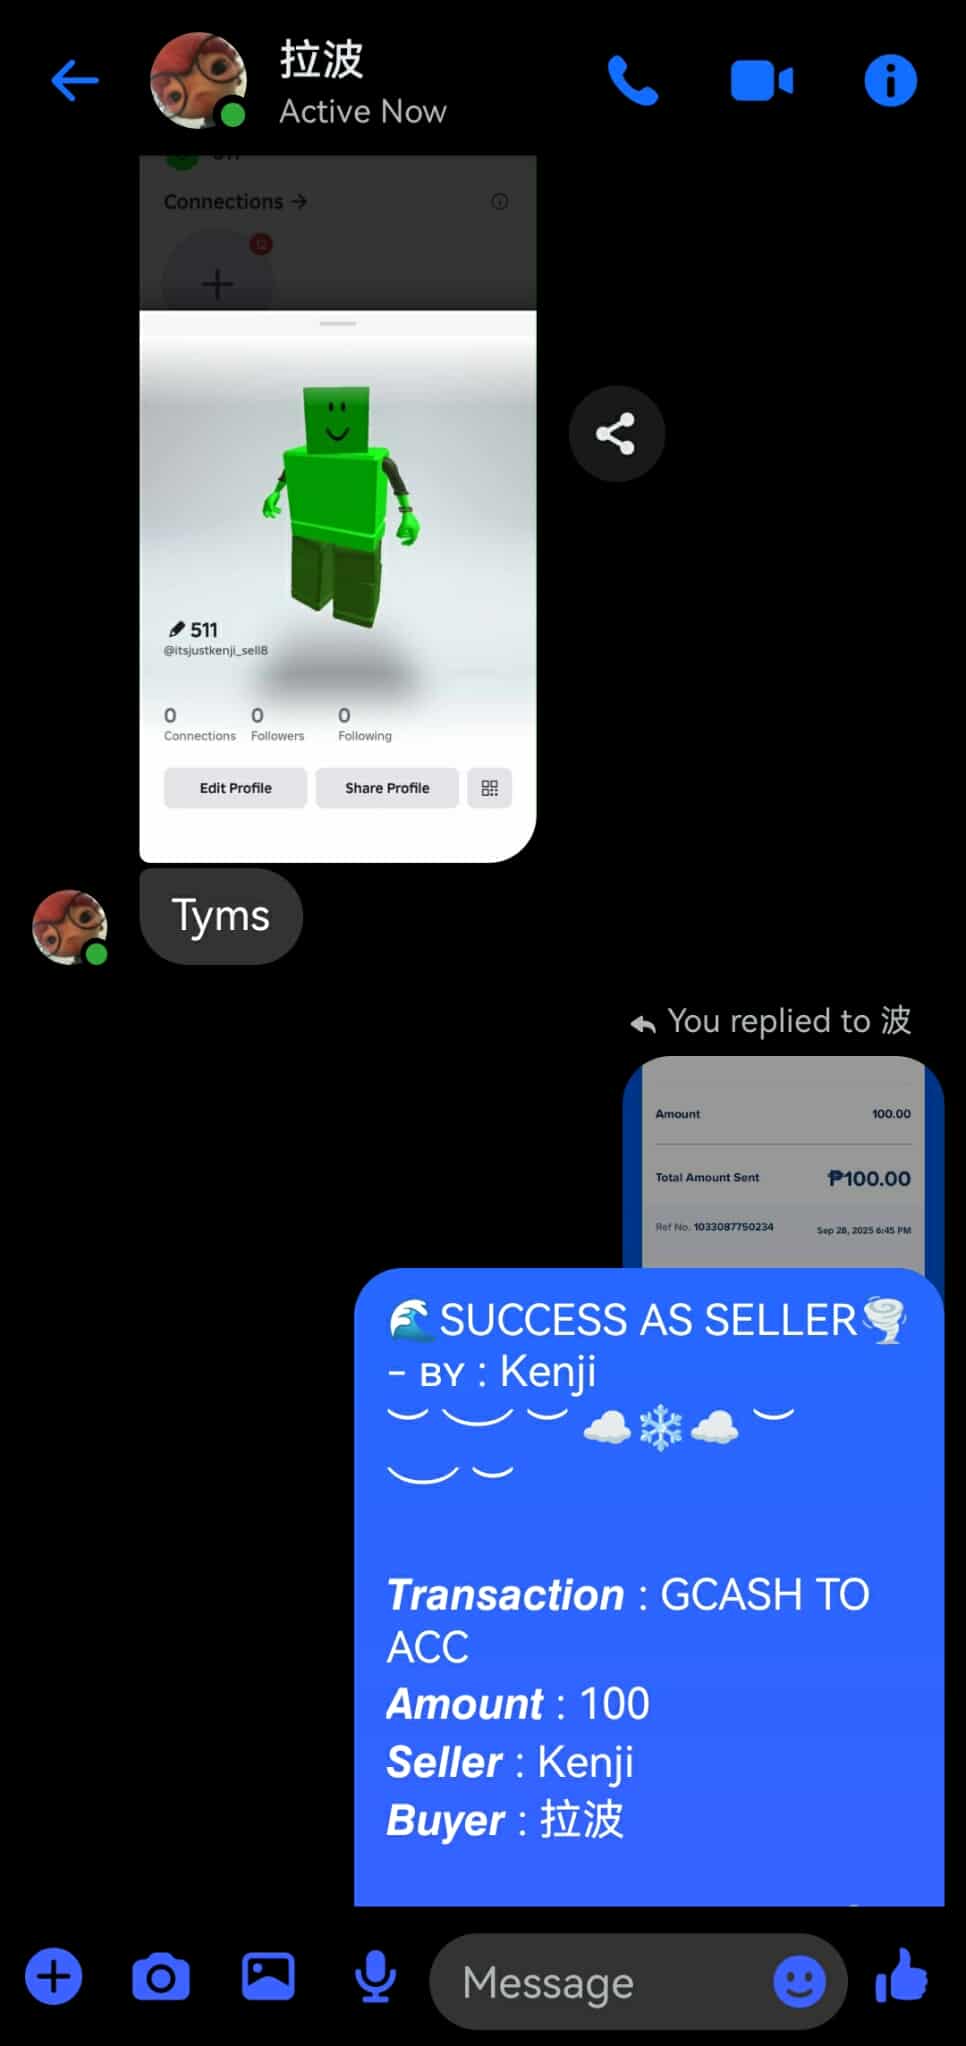 拉波
Active Now
Connections →
12
511
@itsjustkenji_sell8
0 0 0
Connections Followers Following
Edit Profile Share Profile
Tyms
You replied to 波
Amount 100.00
Total Amount Sent ₱100.00
Ref No. 1033087750234 Sep 28, 2025 6:45 PM
🌊SUCCESS AS SELLER🌪️
- ʙʏ : Kenji
︶︶︶☁️❄️☁️︶
︶︶
Transaction : GCASH TO
ACC
Amount : 100
Seller : Kenji
Buyer : 拉波
Message